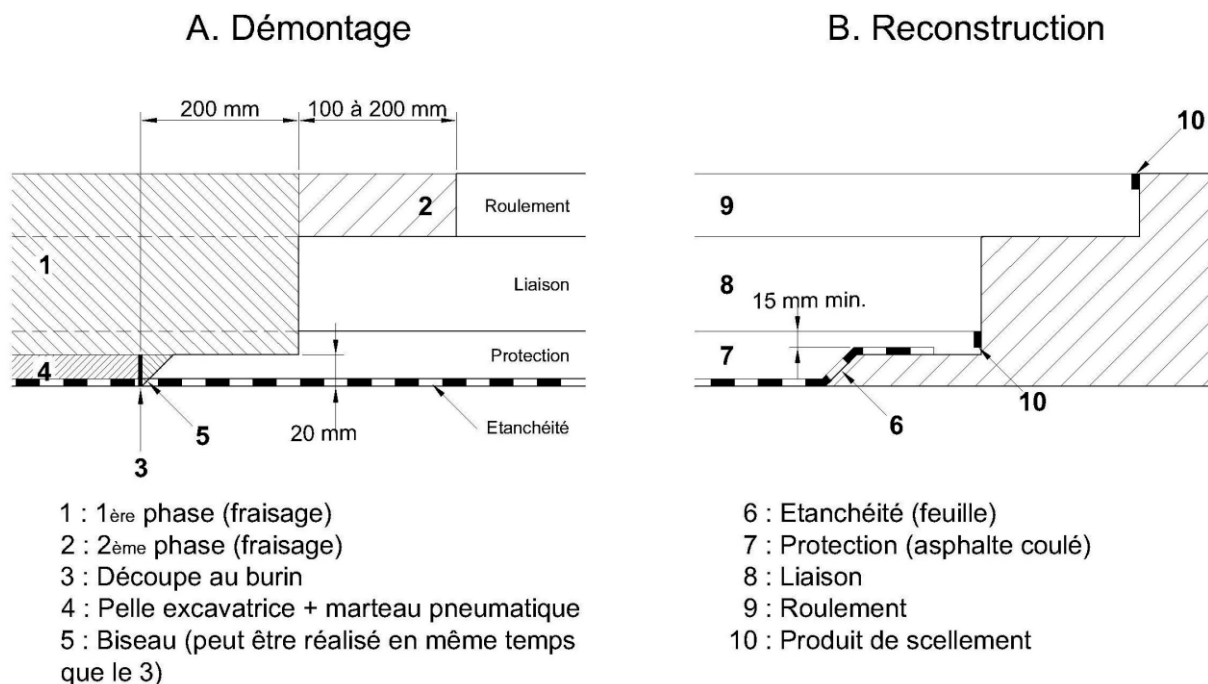 A. Démontage
200 mm
100 à 200 mm
2
Roulement
1
Liaison
Protection
4
5
20 mm
Etanchéité
3
1 : 1ère phase (fraisage)
2 : 2ème phase (fraisage)
3 : Découpe au burin
4 : Pelle excavatrice + marteau pneumatique
5 : Biseau (peut être réalisé en même temps
que le 3)
B. Reconstruction
10
9
8
15 mm min.
7
10
6
6 : Etanchéité (feuille)
7 : Protection (asphalte coulé)
8 : Liaison
9 : Roulement
10 : Produit de scellement